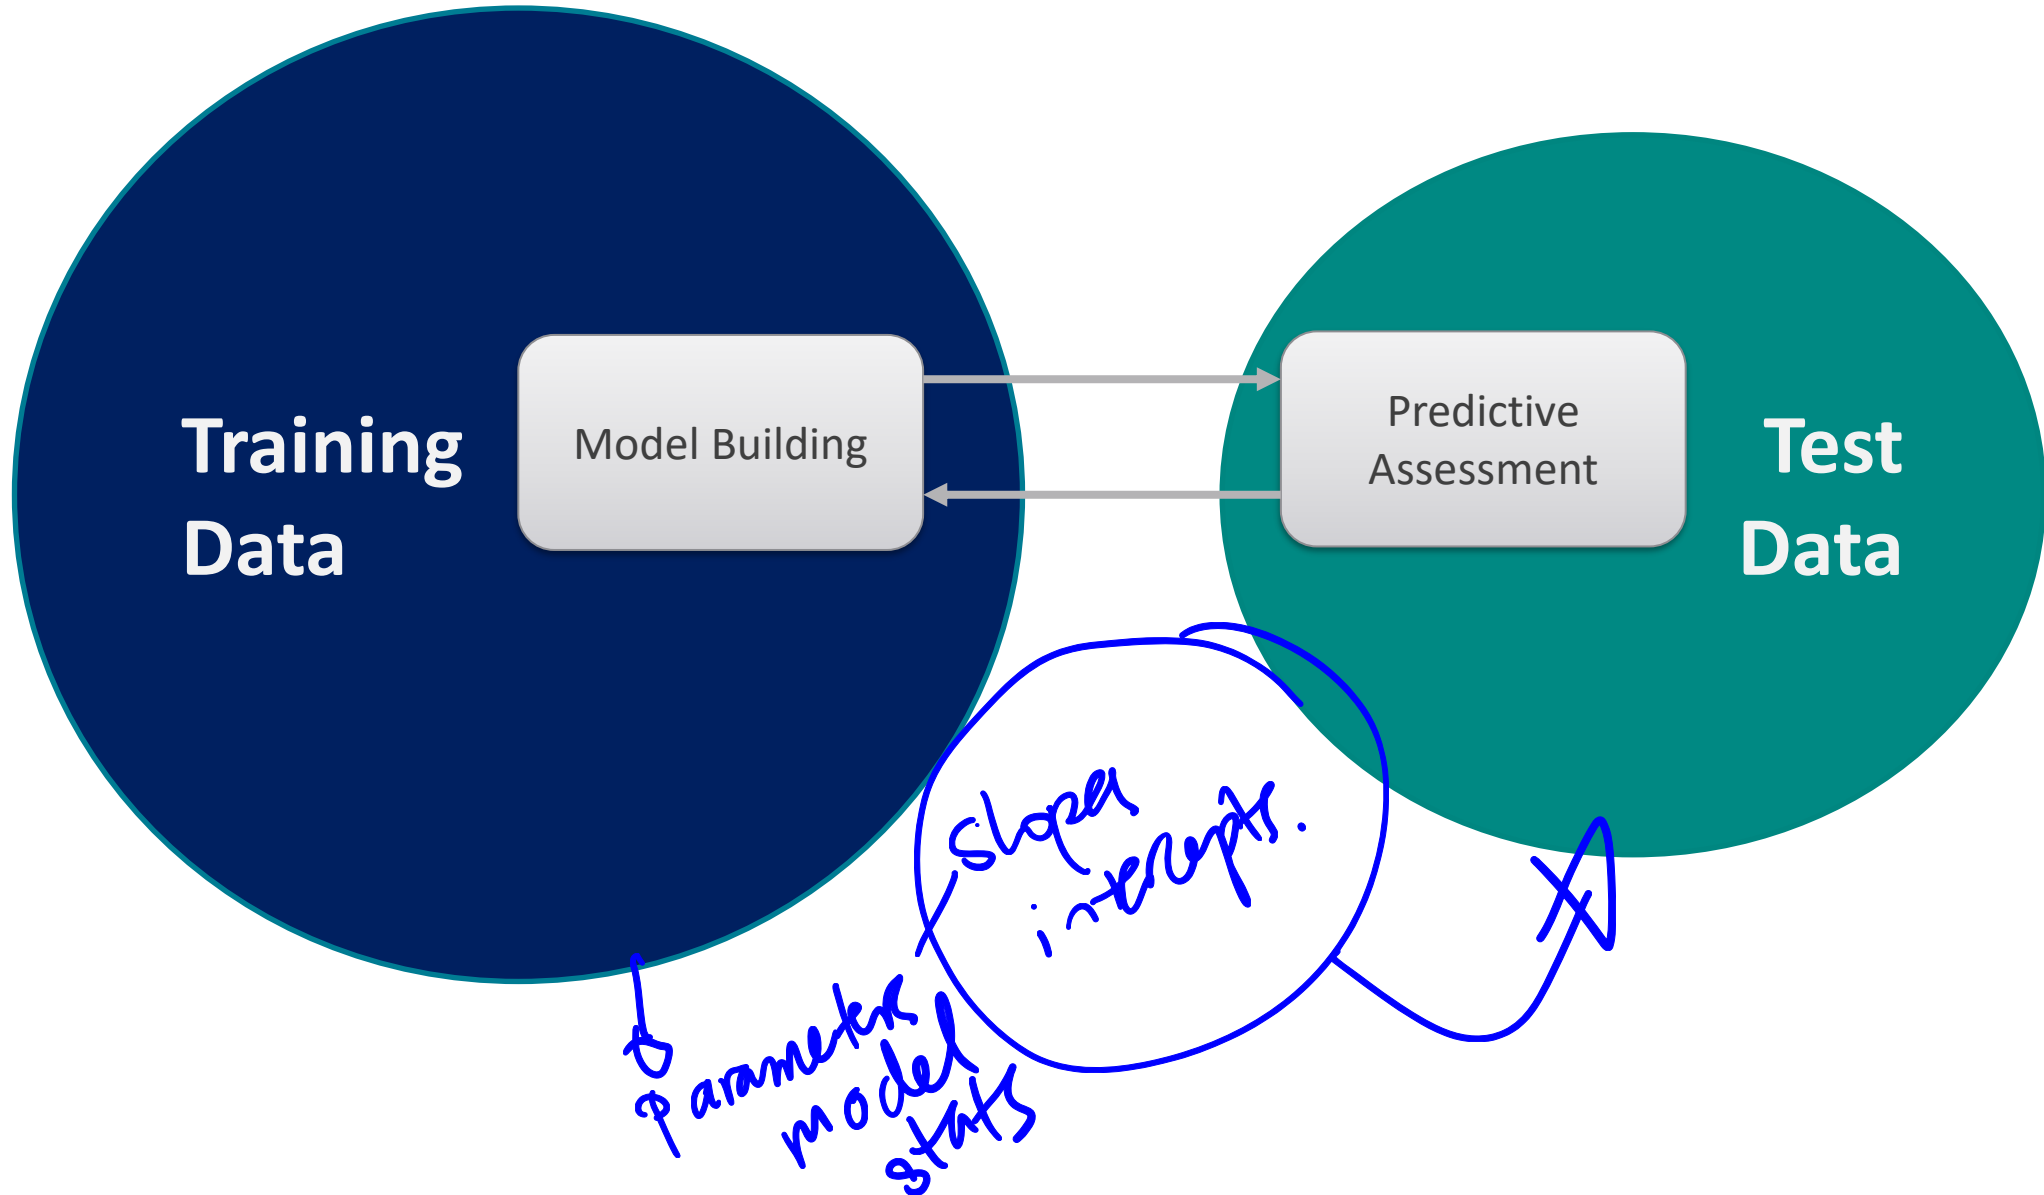 Training
Data
Model Building
Predictive
Assessment
Test
Data
slopes
intercepts.
Parameters
model
stats